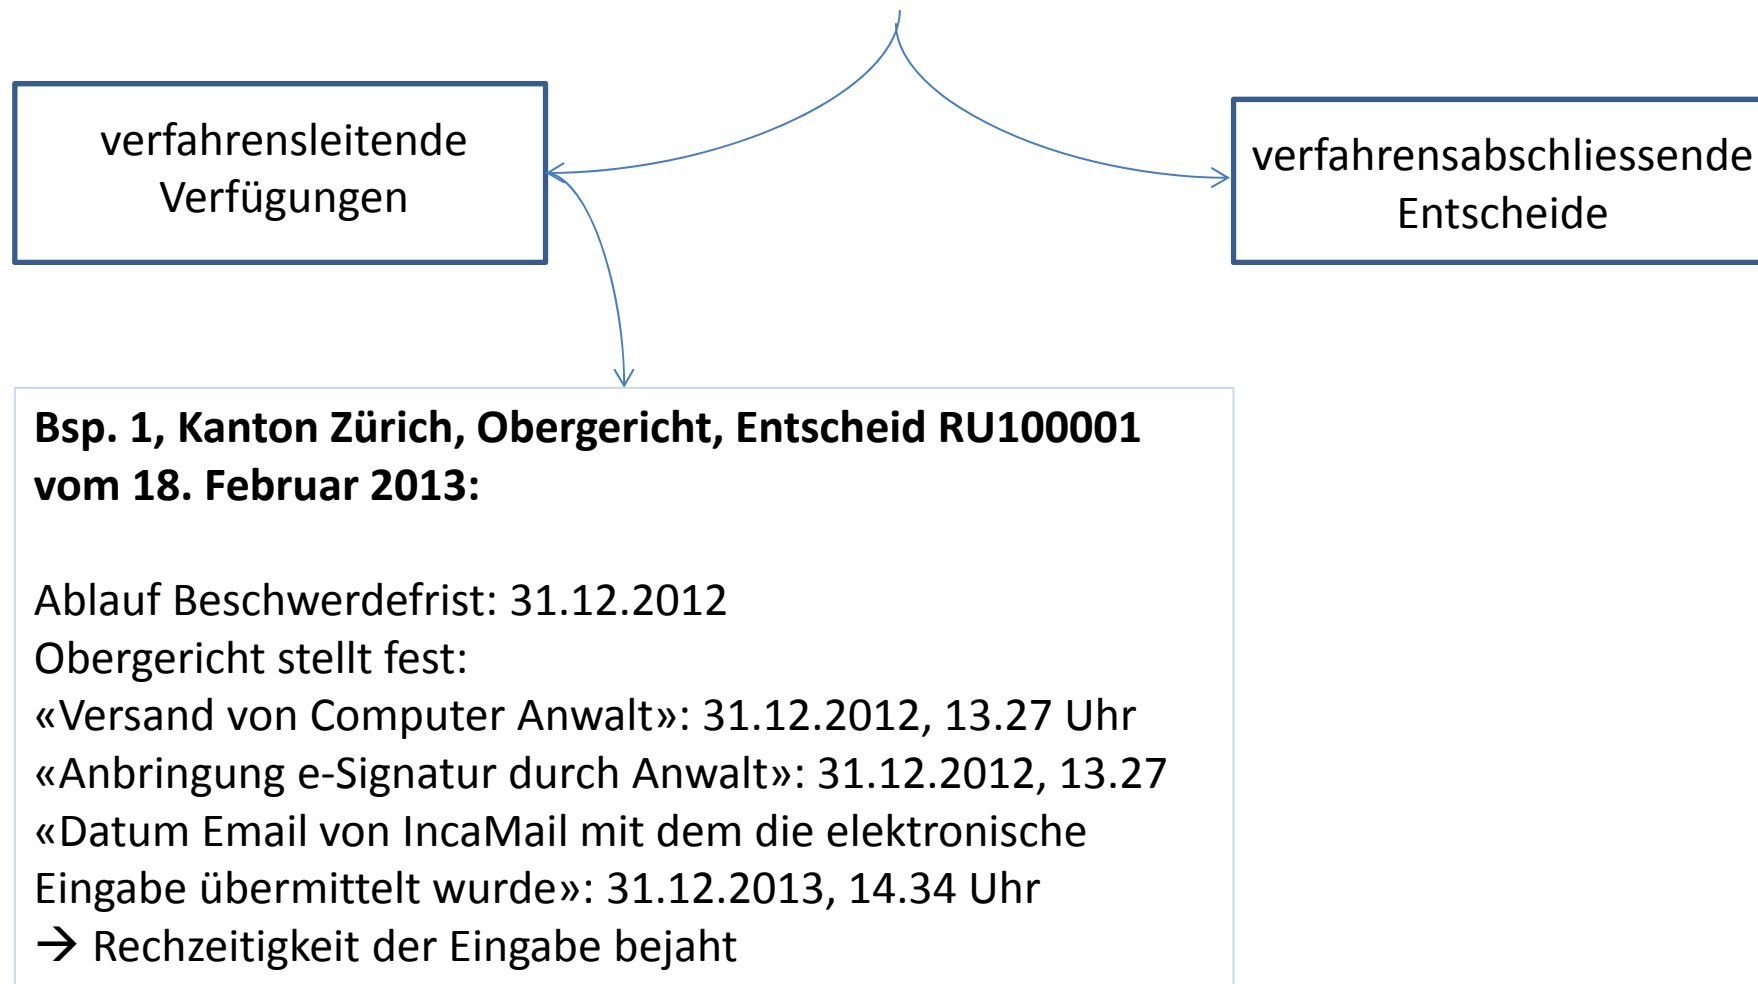 verfahrensleitende
Verfügungen
verfahrensabschliessende
Entscheide
Bsp. 1, Kanton Zürich, Obergericht, Entscheid RU100001
vom 18. Februar 2013:
Ablauf Beschwerdefrist: 31.12.2012
Obergericht stellt fest:
«Versand von Computer Anwalt»: 31.12.2012, 13.27 Uhr
«Anbringung e-Signatur durch Anwalt»: 31.12.2012, 13.27
«Datum Email von IncaMail mit dem die elektronische
Eingabe übermittelt wurde»: 31.12.2013, 14.34 Uhr
→ Rechzeitigkeit der Eingabe bejaht